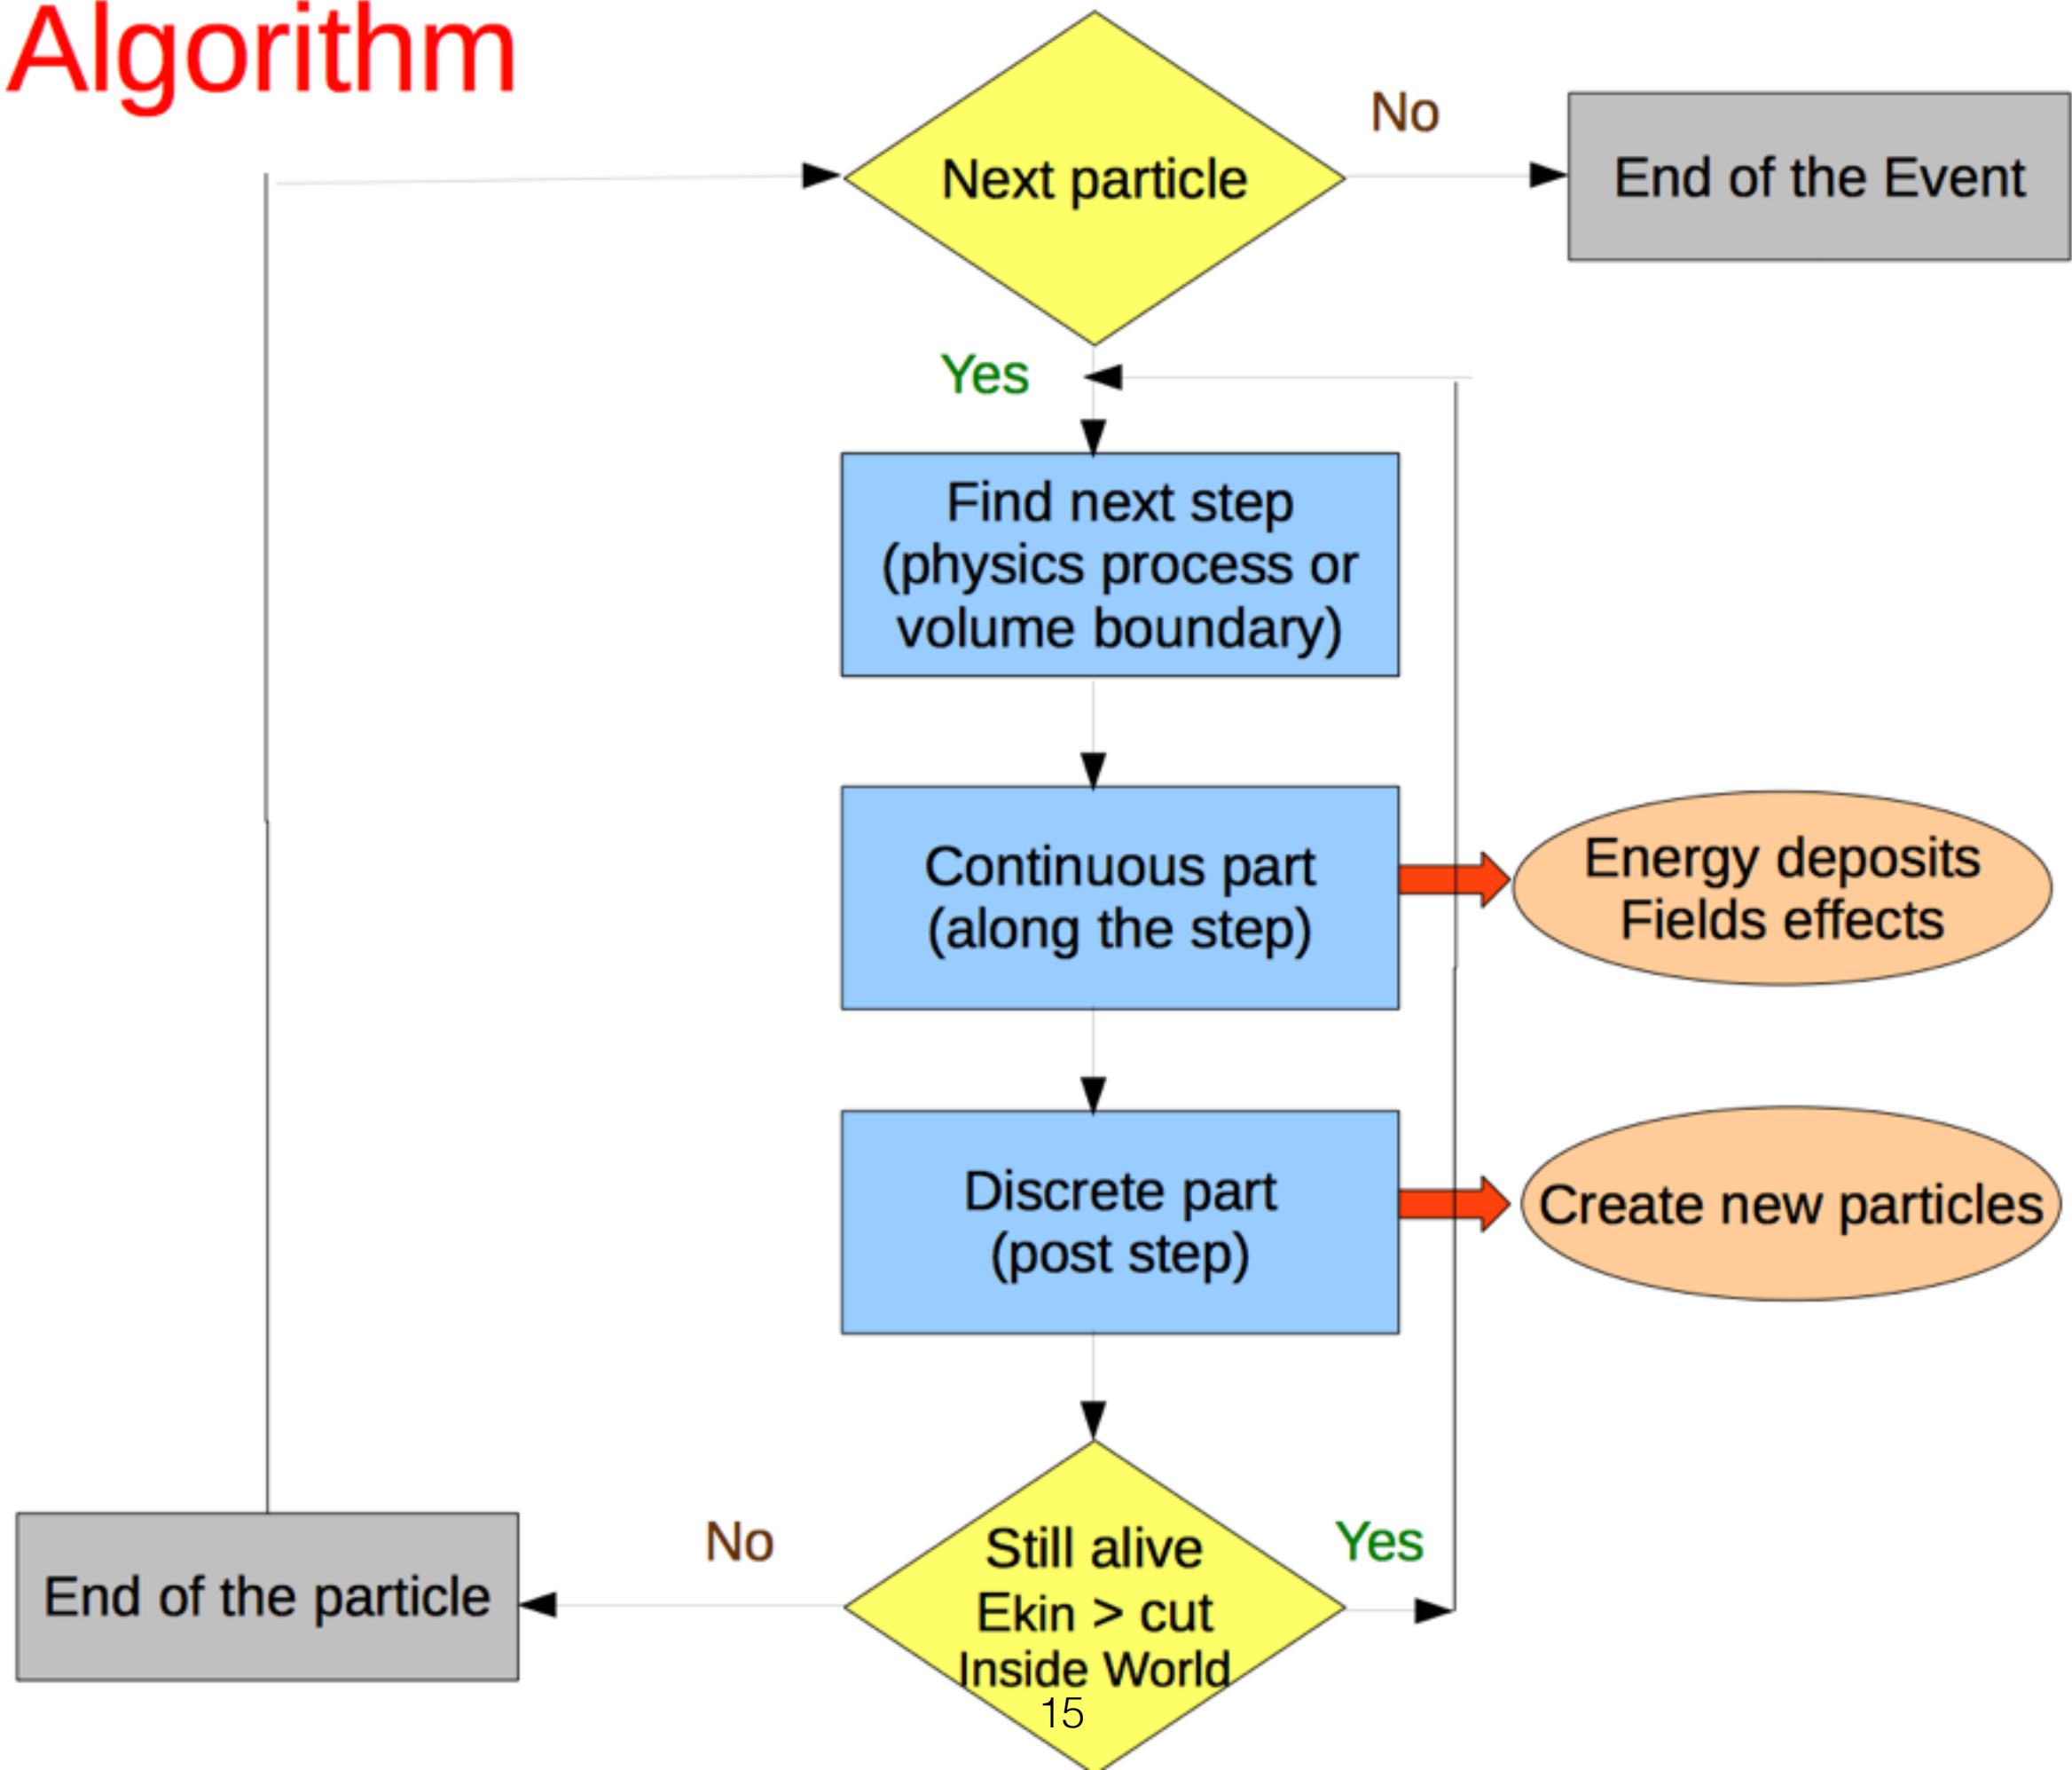 Algorithm
Next particle
No
End of the Event
Yes
Find next step
(physics process or
volume boundary)
Continuous part
(along the step)
Energy deposits
Fields effects
Discrete part
(post step)
Create new particles
Still alive
Ekin > cut
Inside World
Yes
No
End of the particle
15